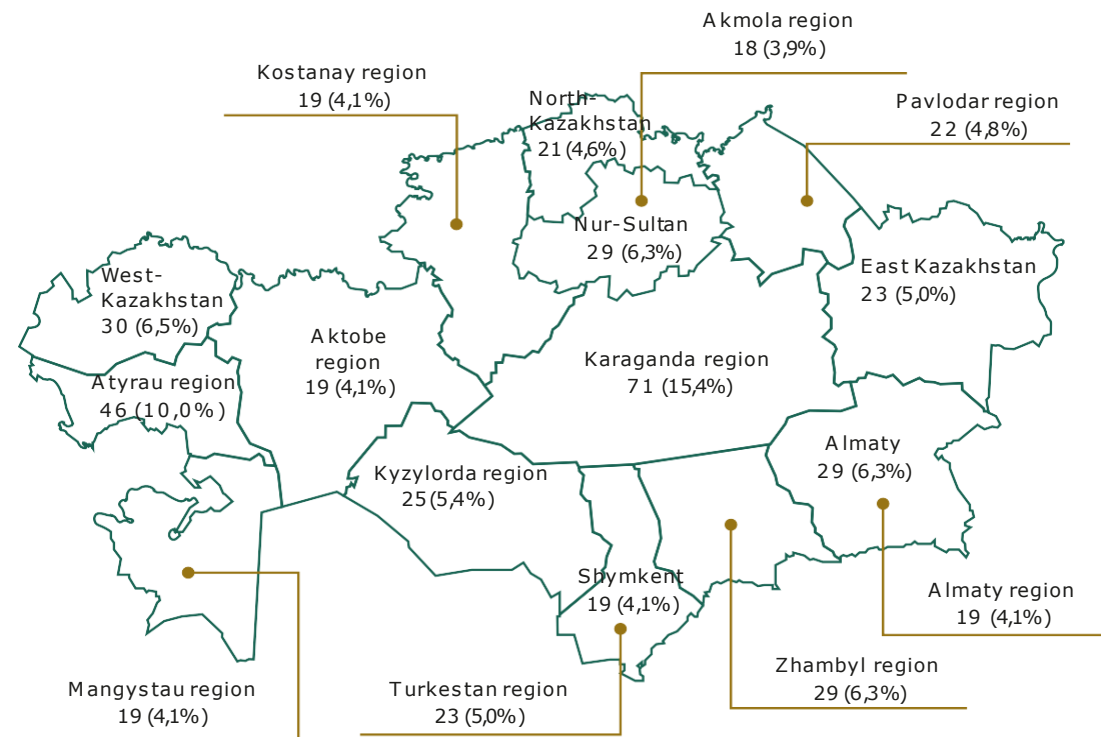 Akmola region
18 (3,9%)
Kostanay region
19 (4,1%)
North-
Kazakhstan
21 (4,6%)
Pavlodar region
22 (4,8%)
Nur-Sultan
29 (6,3%)
West-
Kazakhstan
30 (6,5%)
East Kazakhstan
23 (5,0%)
Aktobe
region
19 (4,1%)
Karaganda region
71 (15,4%)
Atyrau region
46 (10,0%)
Almaty
29 (6,3%)
Kyzylorda region
25(5,4%)
Shymkent
19 (4,1%)
Almaty region
19 (4,1%)
Zhambyl region
29 (6,3%)
Mangystau region
19 (4,1%)
Turkestan region
23 (5,0%)